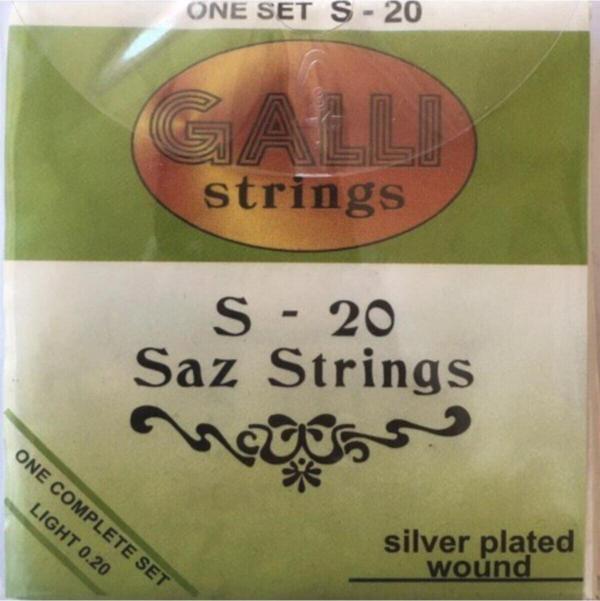 ONE SET S - 20
GALLI
strings
S - 20
Saz Strings
ONE COMPLETE SET
LIGHT 0.20
silver plated
wound